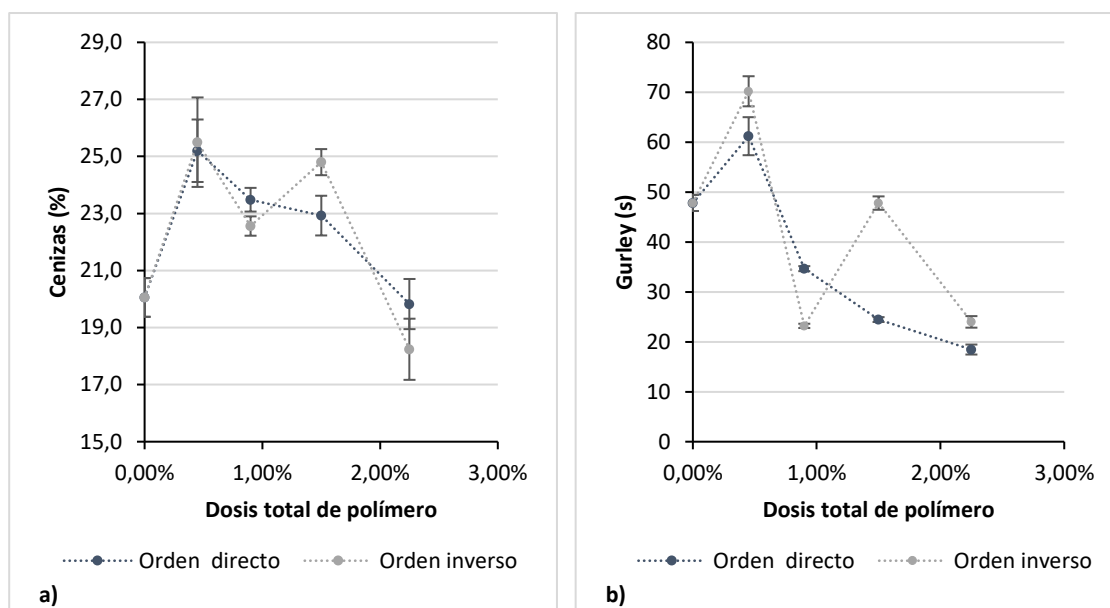 29,0
27,0
25,0
23,0
21,0
19,0
17,0
15,0
Cenizas (%)
0,00% 1,00% 2,00% 3,00%
Dosis total de polímero
Orden  directo Orden inverso
a)
80
70
60
50
40
30
20
10
0
Gurley (s)
0,00% 1,00% 2,00% 3,00%
Dosis total de polímero
Orden  directo Orden inverso
b)